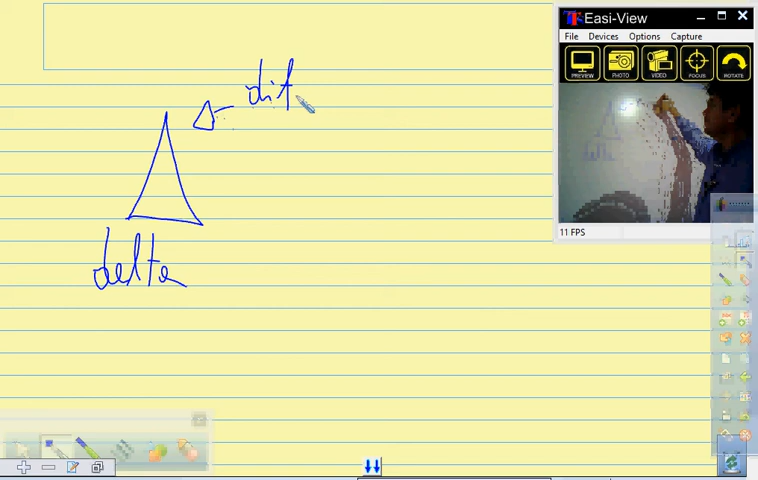 Easi-View
File Devices Options Capture
PREVIEW PHOTO VIDEO FOCUS ROTATE
dif
delta
11 FPS